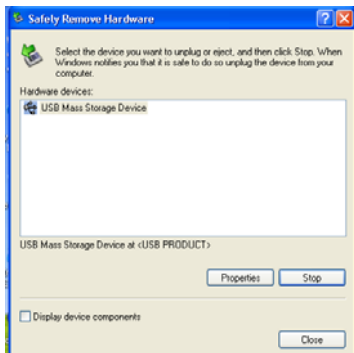 Safely Remove Hardware
Select the device you want to unplug or eject, and then click Stop. When
Windows notifies you that it is safe to do so unplug the device from your
computer.
Hardware devices:
USB Mass Storage Device
USB Mass Storage Device at <USB PRODUCT>
Properties
Stop
Display device components
Close